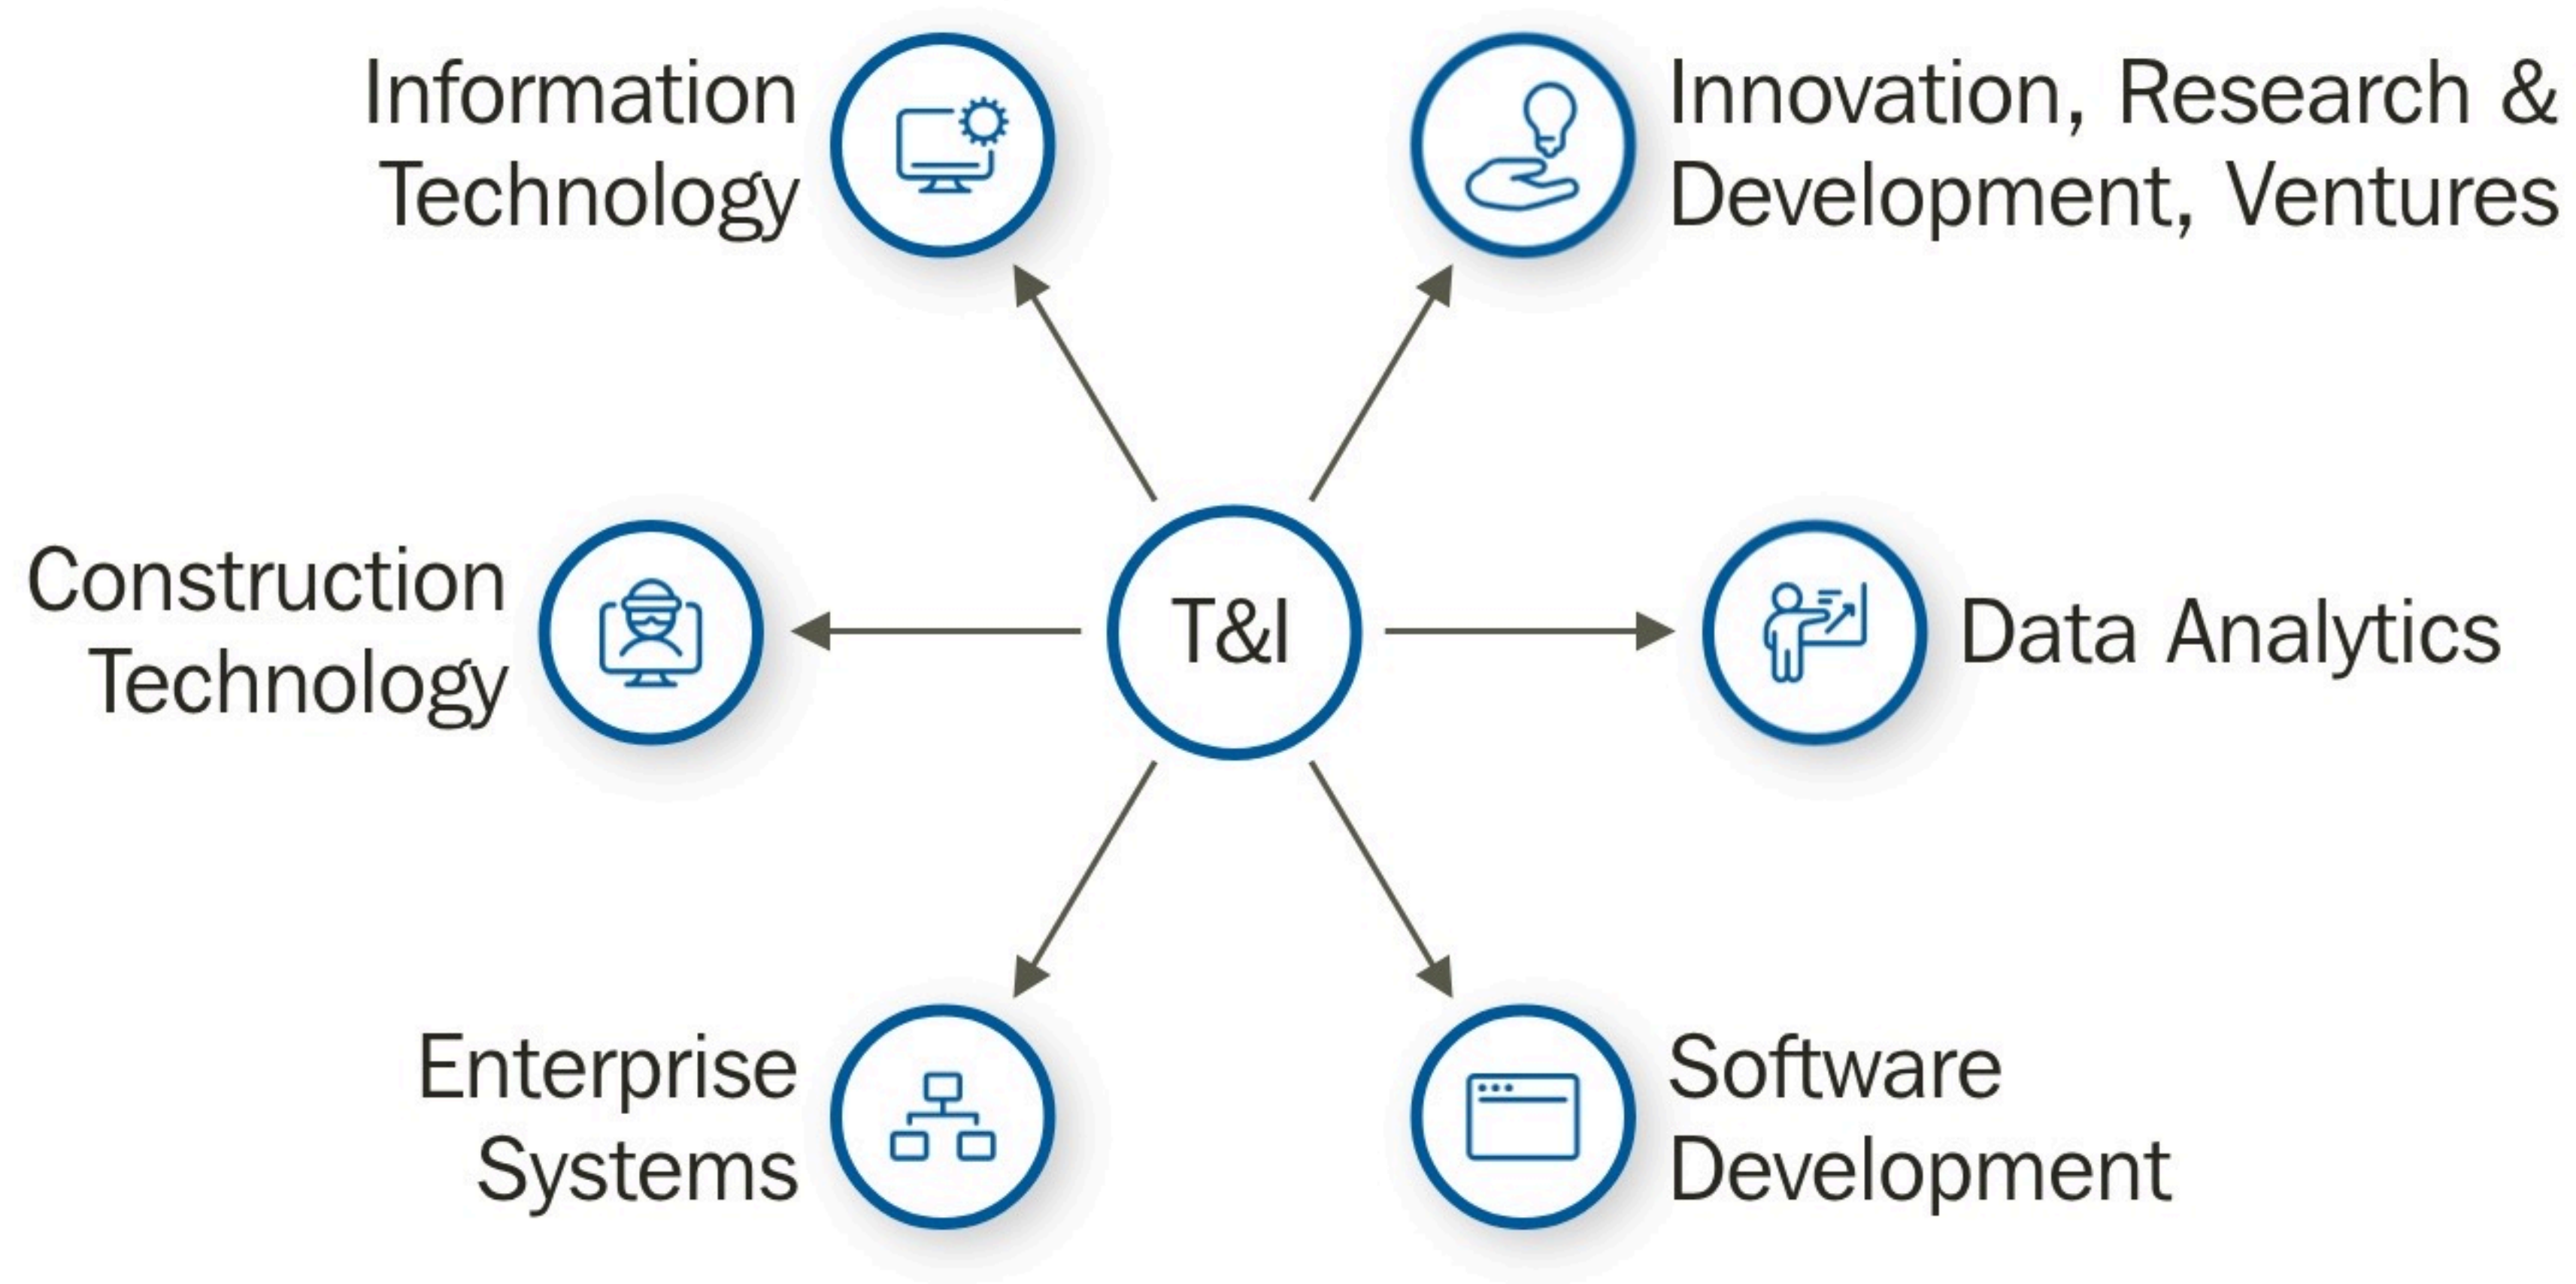 Information
Technology
Innovation, Research &
Development, Ventures
Construction
Technology
T&I
Data Analytics
Enterprise
Systems
Software
Development